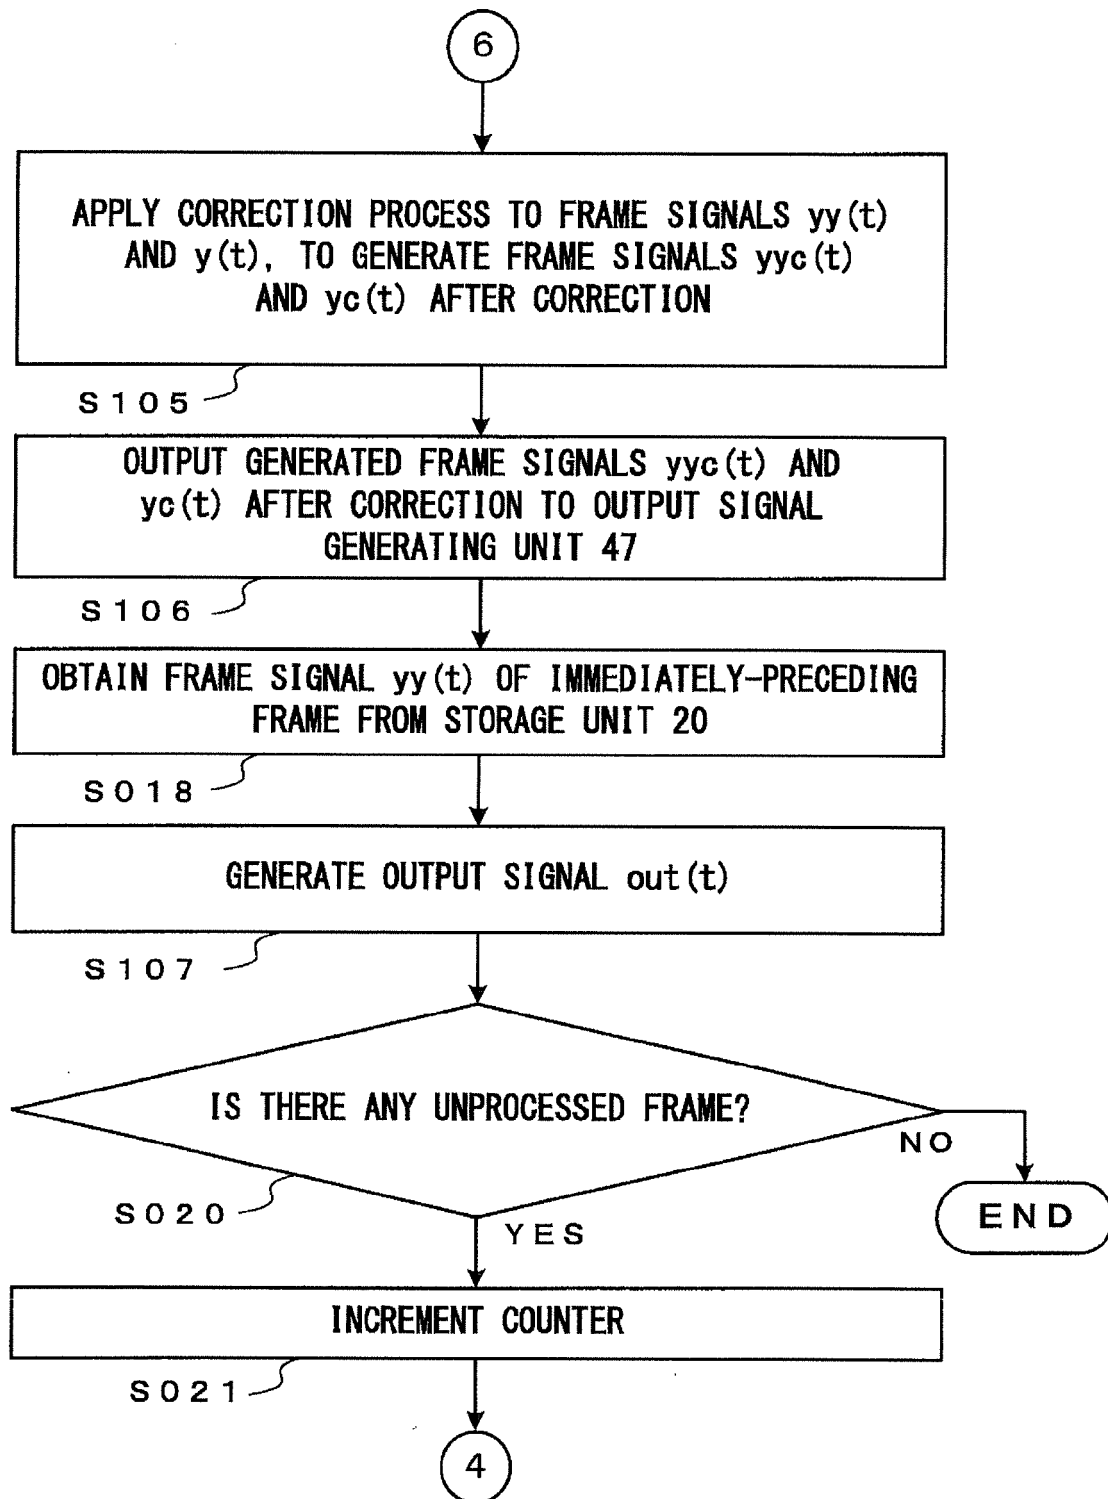 6
APPLY CORRECTION PROCESS TO FRAME SIGNALS yy(t)
AND y(t), TO GENERATE FRAME SIGNALS yyc(t)
AND yc(t) AFTER CORRECTION
S105
OUTPUT GENERATED FRAME SIGNALS yyc(t) AND
yc(t) AFTER CORRECTION TO OUTPUT SIGNAL
GENERATING UNIT 47
S106
OBTAIN FRAME SIGNAL yy(t) OF IMMEDIATELY-PRECEDING
FRAME FROM STORAGE UNIT 20
S018
GENERATE OUTPUT SIGNAL out(t)
S107
IS THERE ANY UNPROCESSED FRAME?
NO
S020
YES
END
INCREMENT COUNTER
S021
4